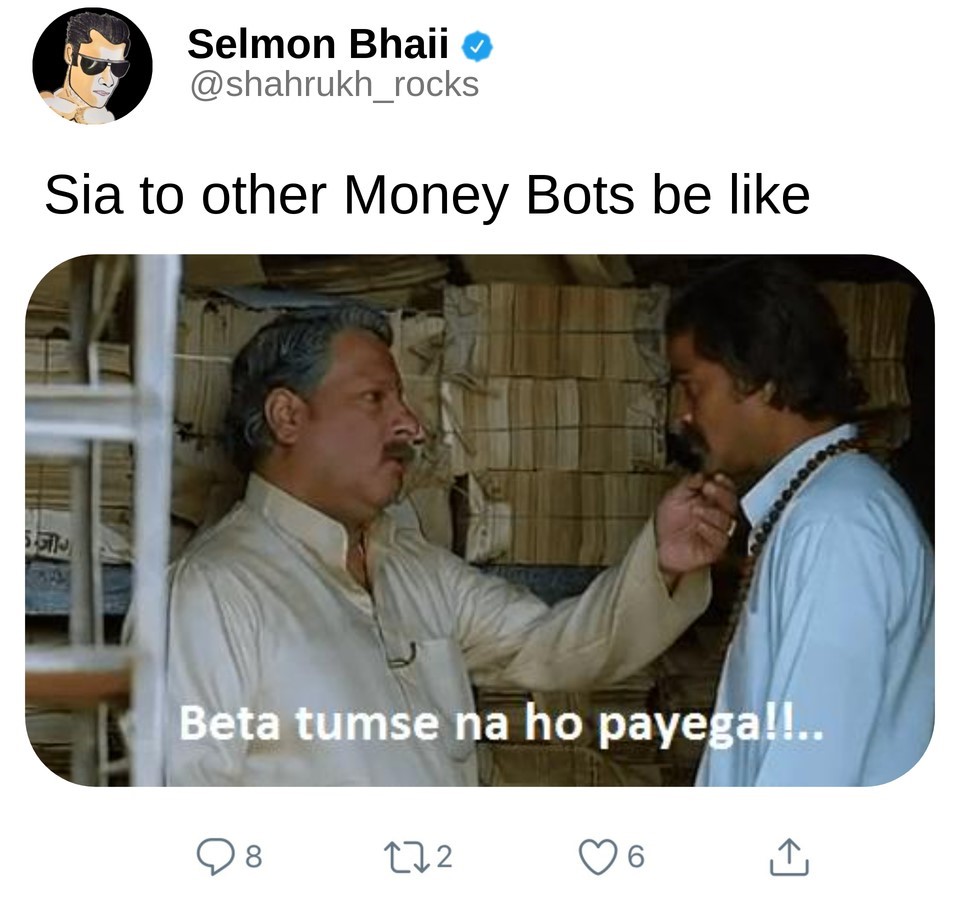 Selmon Bhaii
@shahrukh_rocks
Sia to other Money Bots be like
Beta tumse na ho payega!!..
8
2
6